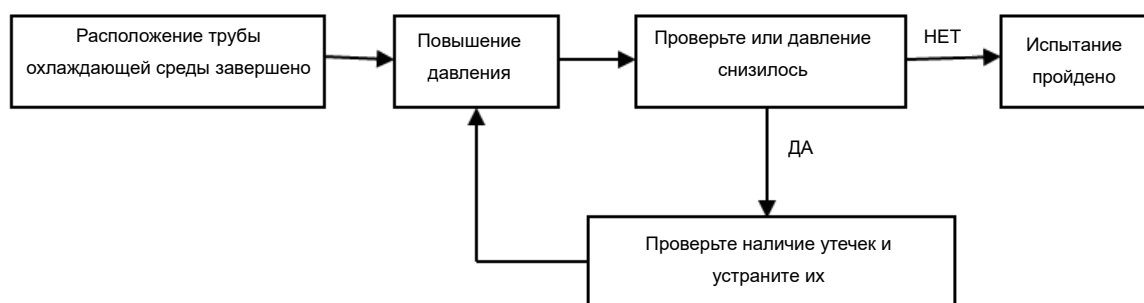 Расположение трубы
охлаждающей среды завершено
Повышение
давления
Проверьте или давление
снизилось
НЕТ
Испытание
пройдено
ДА
Проверьте наличие утечек и
устраните их